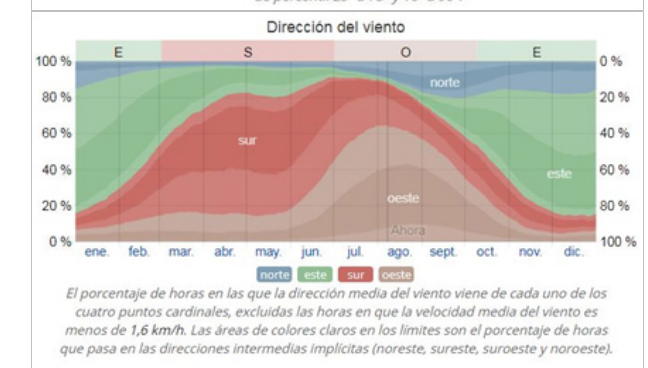 Dirección del viento
E S O E
100 % 0 %
norte
80 % 20 %
sur
60 % 40 %
este
40 % 60 %
oeste
20 % 80 %
Ahora
0 % 100 %
ene. feb. mar. abr. may. jun. jul. ago. sept. oct. nov. dic.
norte este sur oeste
El porcentaje de horas en las que la dirección media del viento viene de cada uno de los
cuatro puntos cardinales, excluidas las horas en que la velocidad media del viento es
menos de 1,6 km/h. Las áreas de colores claros en los límites son el porcentaje de horas
que pasa en las direcciones intermedias implícitas (noreste, sureste, suroeste y noroeste).